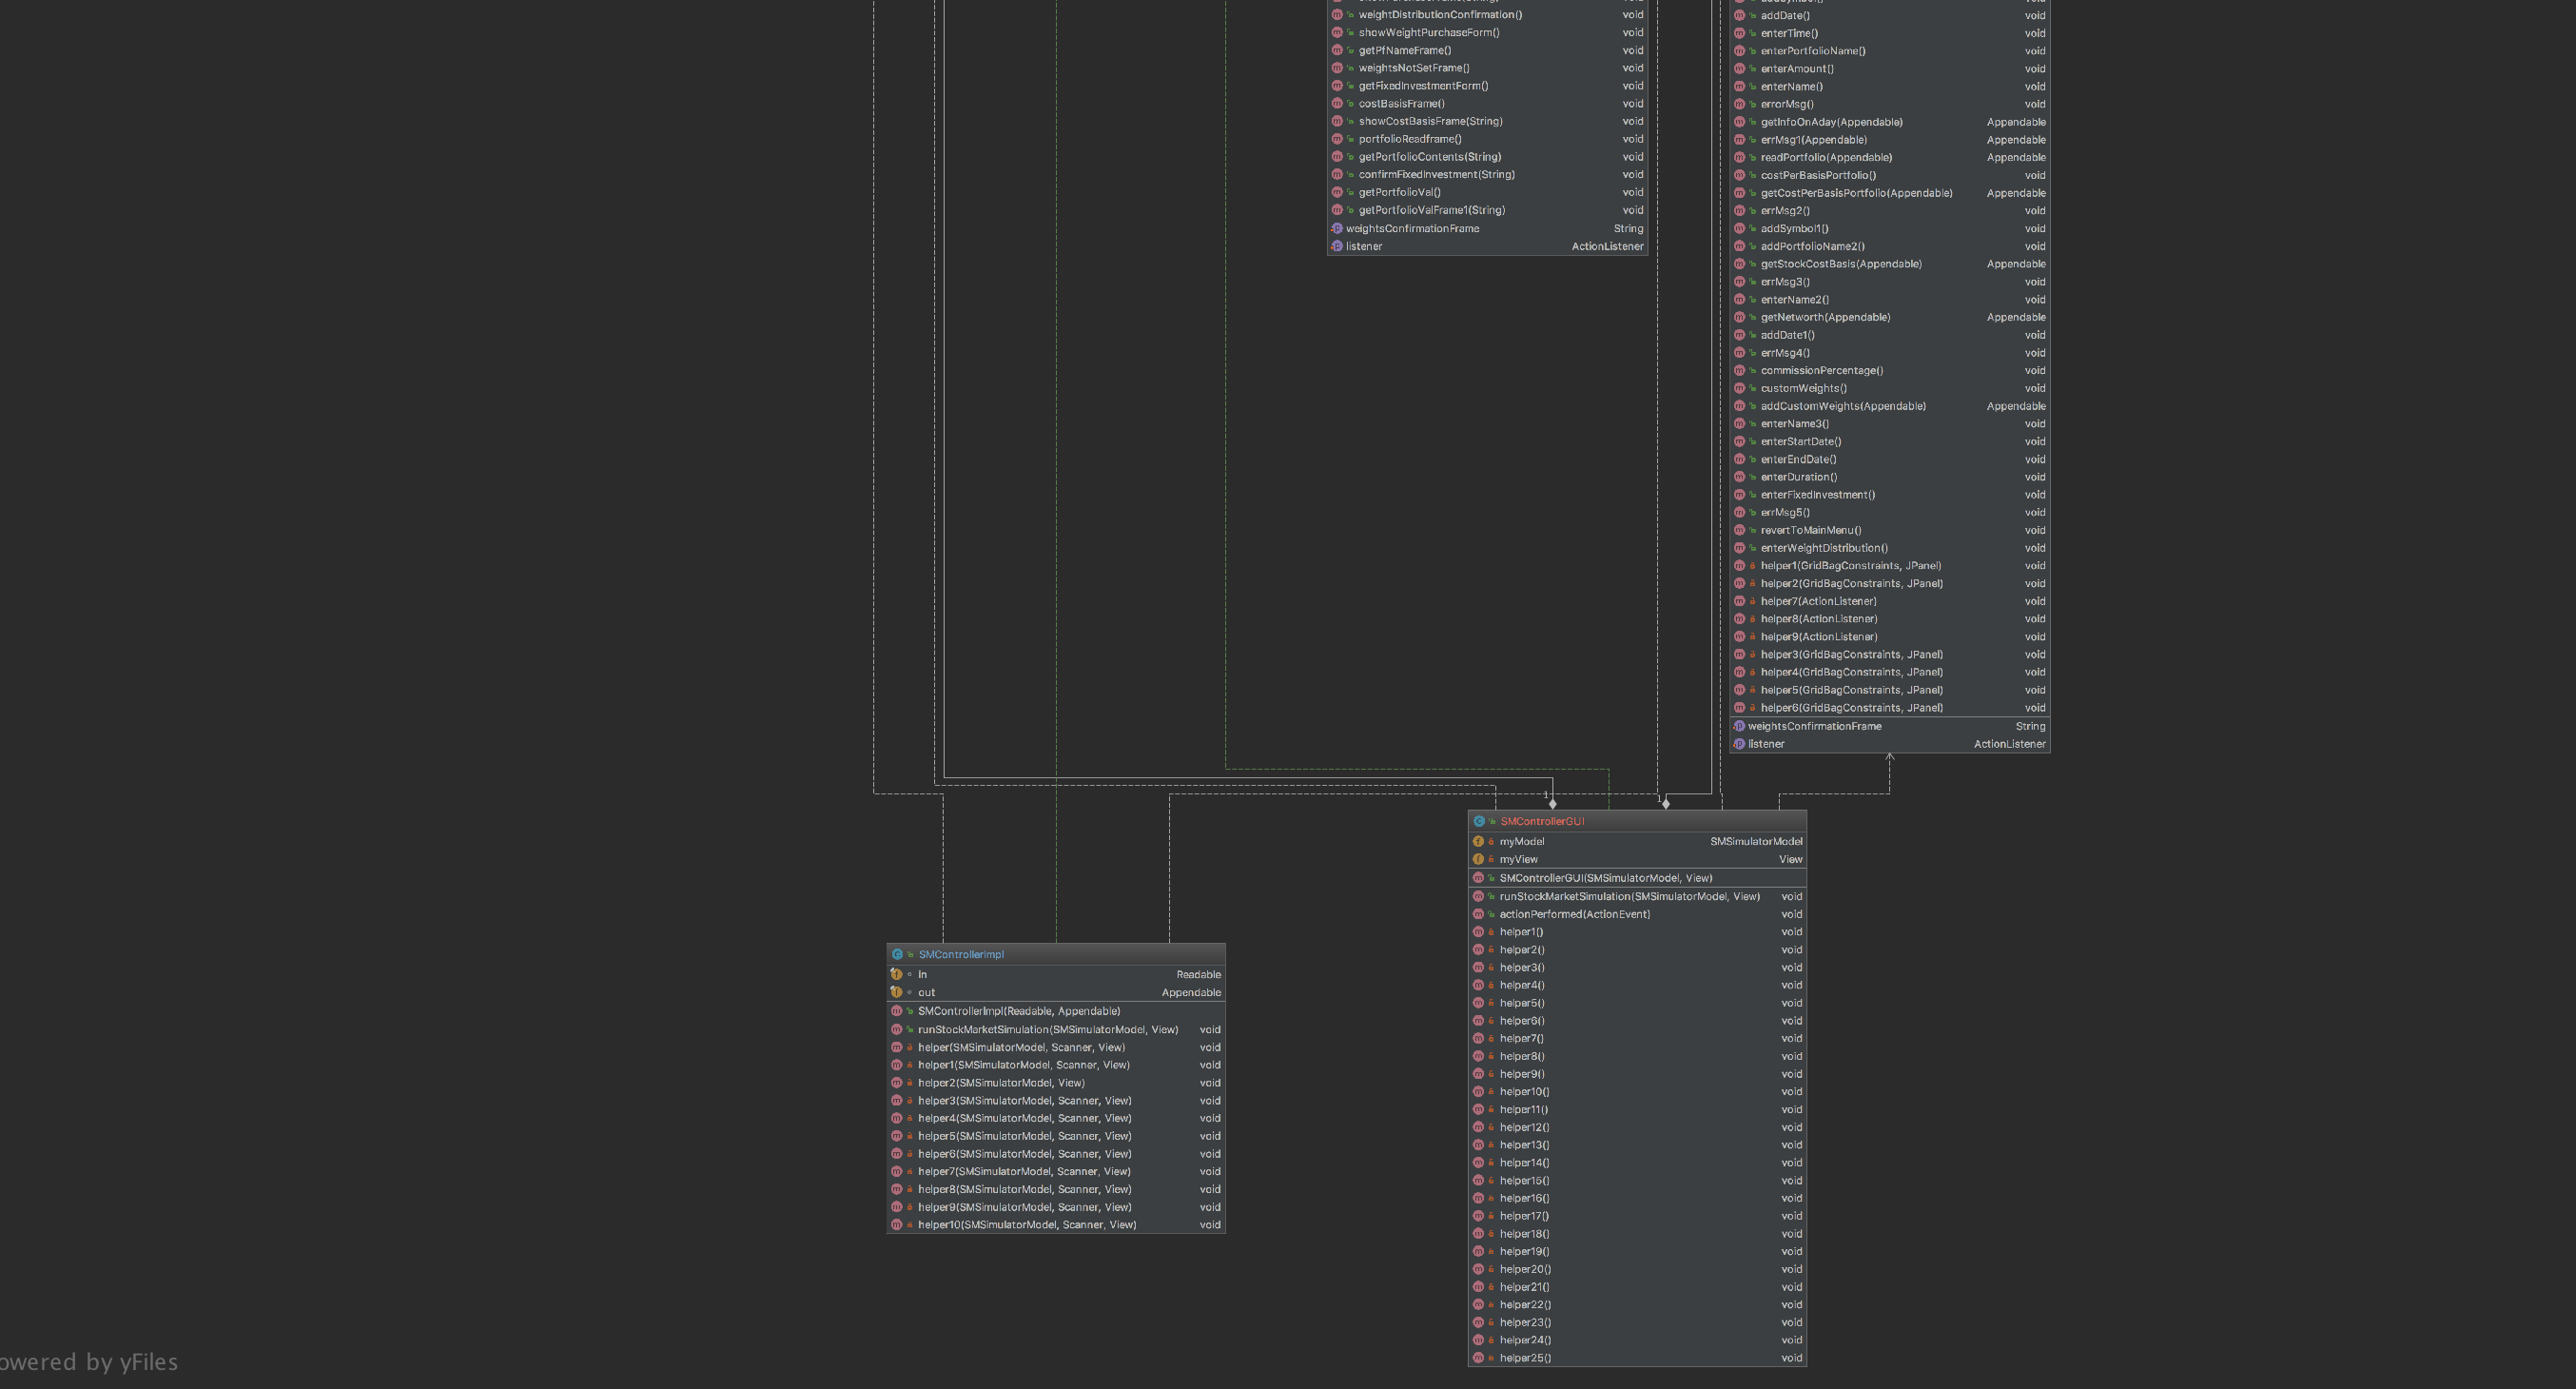 weightDistributionConfirmation() void
showWeightPurchaseForm() void
getPfNameFrame() void
weightsNotSetFrame() void
getFixedInvestmentForm() void
costBasisFrame() void
showCostBasisFrame(String) void
portfolioReadframe() void
getPortfolioContents(String) void
confirmFixedInvestment(String) void
getPortfolioVal() void
getPortfolioValFrame1(String) void
weightsConfirmationFrame String
listener ActionListener
addDate() void
enterTime() void
enterPortfolioName() void
enterAmount() void
enterName() void
errorMsg() void
getInfoOnAday(Appendable) Appendable
errMsg1(Appendable) Appendable
readPortfolio(Appendable) Appendable
costPerBasisPortfolio() void
getCostPerBasisPortfolio(Appendable) Appendable
errMsg2() void
addSymbol1() void
addPortfolioName2() void
getStockCostBasis(Appendable) Appendable
errMsg3() void
enterName2() void
getNetworth(Appendable) Appendable
addDate1() void
errMsg4() void
commissionPercentage() void
customWeights() void
addCustomWeights(Appendable) Appendable
enterName3() void
enterStartDate() void
enterEndDate() void
enterDuration() void
enterFixedInvestment() void
errMsg5() void
revertToMainMenu() void
enterWeightDistribution() void
helper1(GridBagConstraints, JPanel) void
helper2(GridBagConstraints, JPanel) void
helper7(ActionListener) void
helper8(ActionListener) void
helper9(ActionListener) void
helper3(GridBagConstraints, JPanel) void
helper4(GridBagConstraints, JPanel) void
helper5(GridBagConstraints, JPanel) void
helper6(GridBagConstraints, JPanel) void
weightsConfirmationFrame String
listener ActionListener
1
1
SMControllerGUI
myModel SMSimulatorModel
myView View
SMControllerGUI(SMSimulatorModel, View)
runStockMarketSimulation(SMSimulatorModel, View) void
actionPerformed(ActionEvent) void
helper1() void
helper2() void
helper3() void
helper4() void
helper5() void
helper6() void
helper7() void
helper8() void
helper9() void
helper10() void
helper11() void
helper12() void
helper13() void
helper14() void
helper15() void
helper16() void
helper17() void
helper18() void
helper19() void
helper20() void
helper21() void
helper22() void
helper23() void
helper24() void
helper25() void
SMControllerImpl
in Readable
out Appendable
SMControllerImpl(Readable, Appendable)
runStockMarketSimulation(SMSimulatorModel, View) void
helper(SMSimulatorModel, Scanner, View) void
helper1(SMSimulatorModel, Scanner, View) void
helper2(SMSimulatorModel, View) void
helper3(SMSimulatorModel, Scanner, View) void
helper4(SMSimulatorModel, Scanner, View) void
helper5(SMSimulatorModel, Scanner, View) void
helper6(SMSimulatorModel, Scanner, View) void
helper7(SMSimulatorModel, Scanner, View) void
helper8(SMSimulatorModel, Scanner, View) void
helper9(SMSimulatorModel, Scanner, View) void
helper10(SMSimulatorModel, Scanner, View) void
owered by yFiles